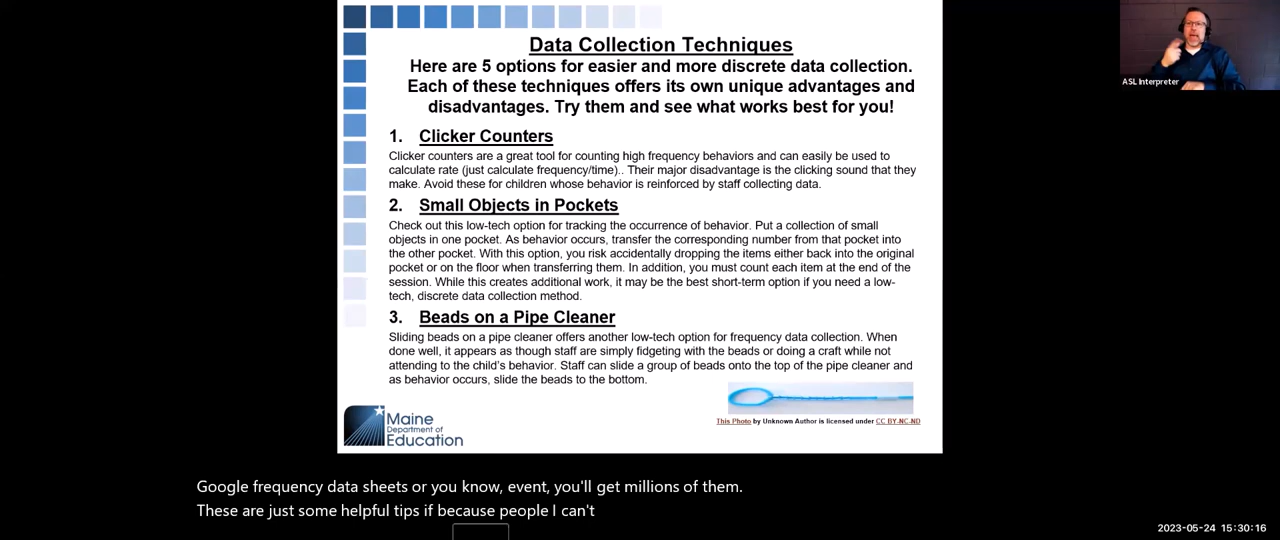 Data Collection Techniques
Here are 5 options for easier and more discrete data collection.
Each of these techniques offers its own unique advantages and
disadvantages. Try them and see what works best for you!
1. Clicker Counters
Clicker counters are a great tool for counting high frequency behaviors and can easily be used to
calculate rate (just calculate frequency/time).. Their major disadvantage is the clicking sound that they
make. Avoid these for children whose behavior is reinforced by staff collecting data.
2. Small Objects in Pockets
Check out this low-tech option for tracking the occurrence of behavior. Put a collection of small
objects in one pocket. As behavior occurs, transfer the corresponding number from that pocket into
the other pocket. With this option, you risk accidentally dropping the items either back into the original
pocket or on the floor when transferring them. In addition, you must count each item at the end of the
session. While this creates additional work, it may be the best short-term option if you need a low-
tech, discrete data collection method.
3. Beads on a Pipe Cleaner
Sliding beads on a pipe cleaner offers another low-tech option for frequency data collection. When
done well, it appears as though staff are simply fidgeting with the beads or doing a craft while not
attending to the child's behavior. Staff can slide a group of beads onto the top of the pipe cleaner and
as behavior occurs, slide the beads to the bottom.
This Photo by Unknown Author is licensed under CC BY-NC-ND
Maine
Department of
Education
ASL Interpreter
Google frequency data sheets or you know, event, you'll get millions of them.
These are just some helpful tips if because people I can't
2023-05-24 15:30:16